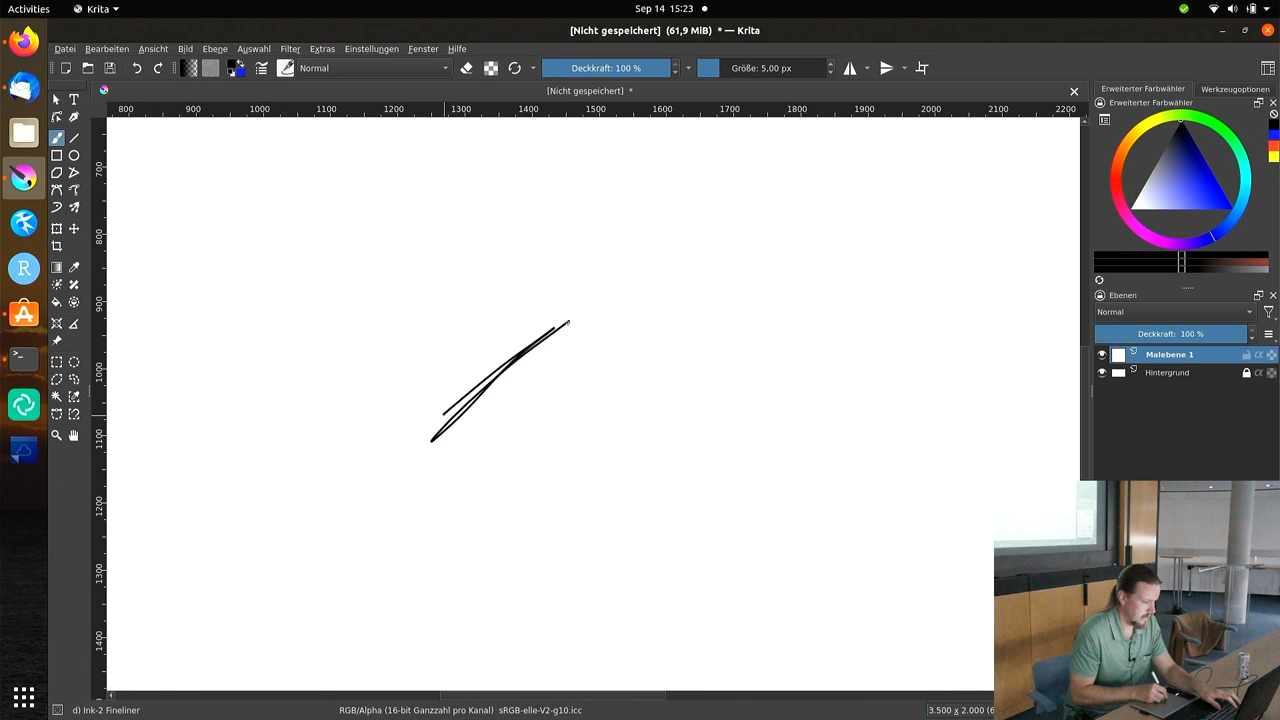 Activities
Krita
Sep 14 15:23
[Nicht gespeichert] (61,9 MiB) * — Krita
Datei Bearbeiten Ansicht Bild Ebene Auswahl Filter Extras Einstellungen Fenster Hilfe
Normal
Deckkraft: 100 %
Größe: 5,00 px
Erweiterter Farbwähler
Werkzeugoptionen
[Nicht gespeichert] *
Erweiterter Farbwähler
800 900 1000 1100 1200 1300 1400 1500 1600 1700 1800 1900 2000 2100 2200
700
800
900
1000
1100
1200
1300
1400
Ebenen
Normal
Deckkraft: 100 %
Malebene 1
Hintergrund
d) Ink-2 Fineliner
RGB/Alpha (16-bit Ganzzahl pro Kanal) sRGB-elle-V2-g10.icc
3.500 x 2.000 (6